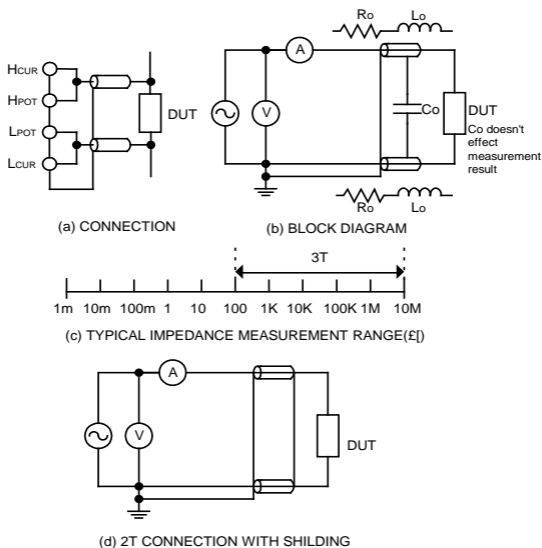 HCUR
HPOT
LPOT
LCUR
DUT
(a) CONNECTION
Ro
Lo
A
V
Co
DUT
Co doesn't
effect
measurement
result
Ro
Lo
(b) BLOCK DIAGRAM
3T
1m 10m 100m 1 10 100 1K 10K 100K 1M 10M
(c) TYPICAL IMPEDANCE MEASUREMENT RANGE(£[)
A
V
DUT
(d) 2T CONNECTION WITH SHILDING